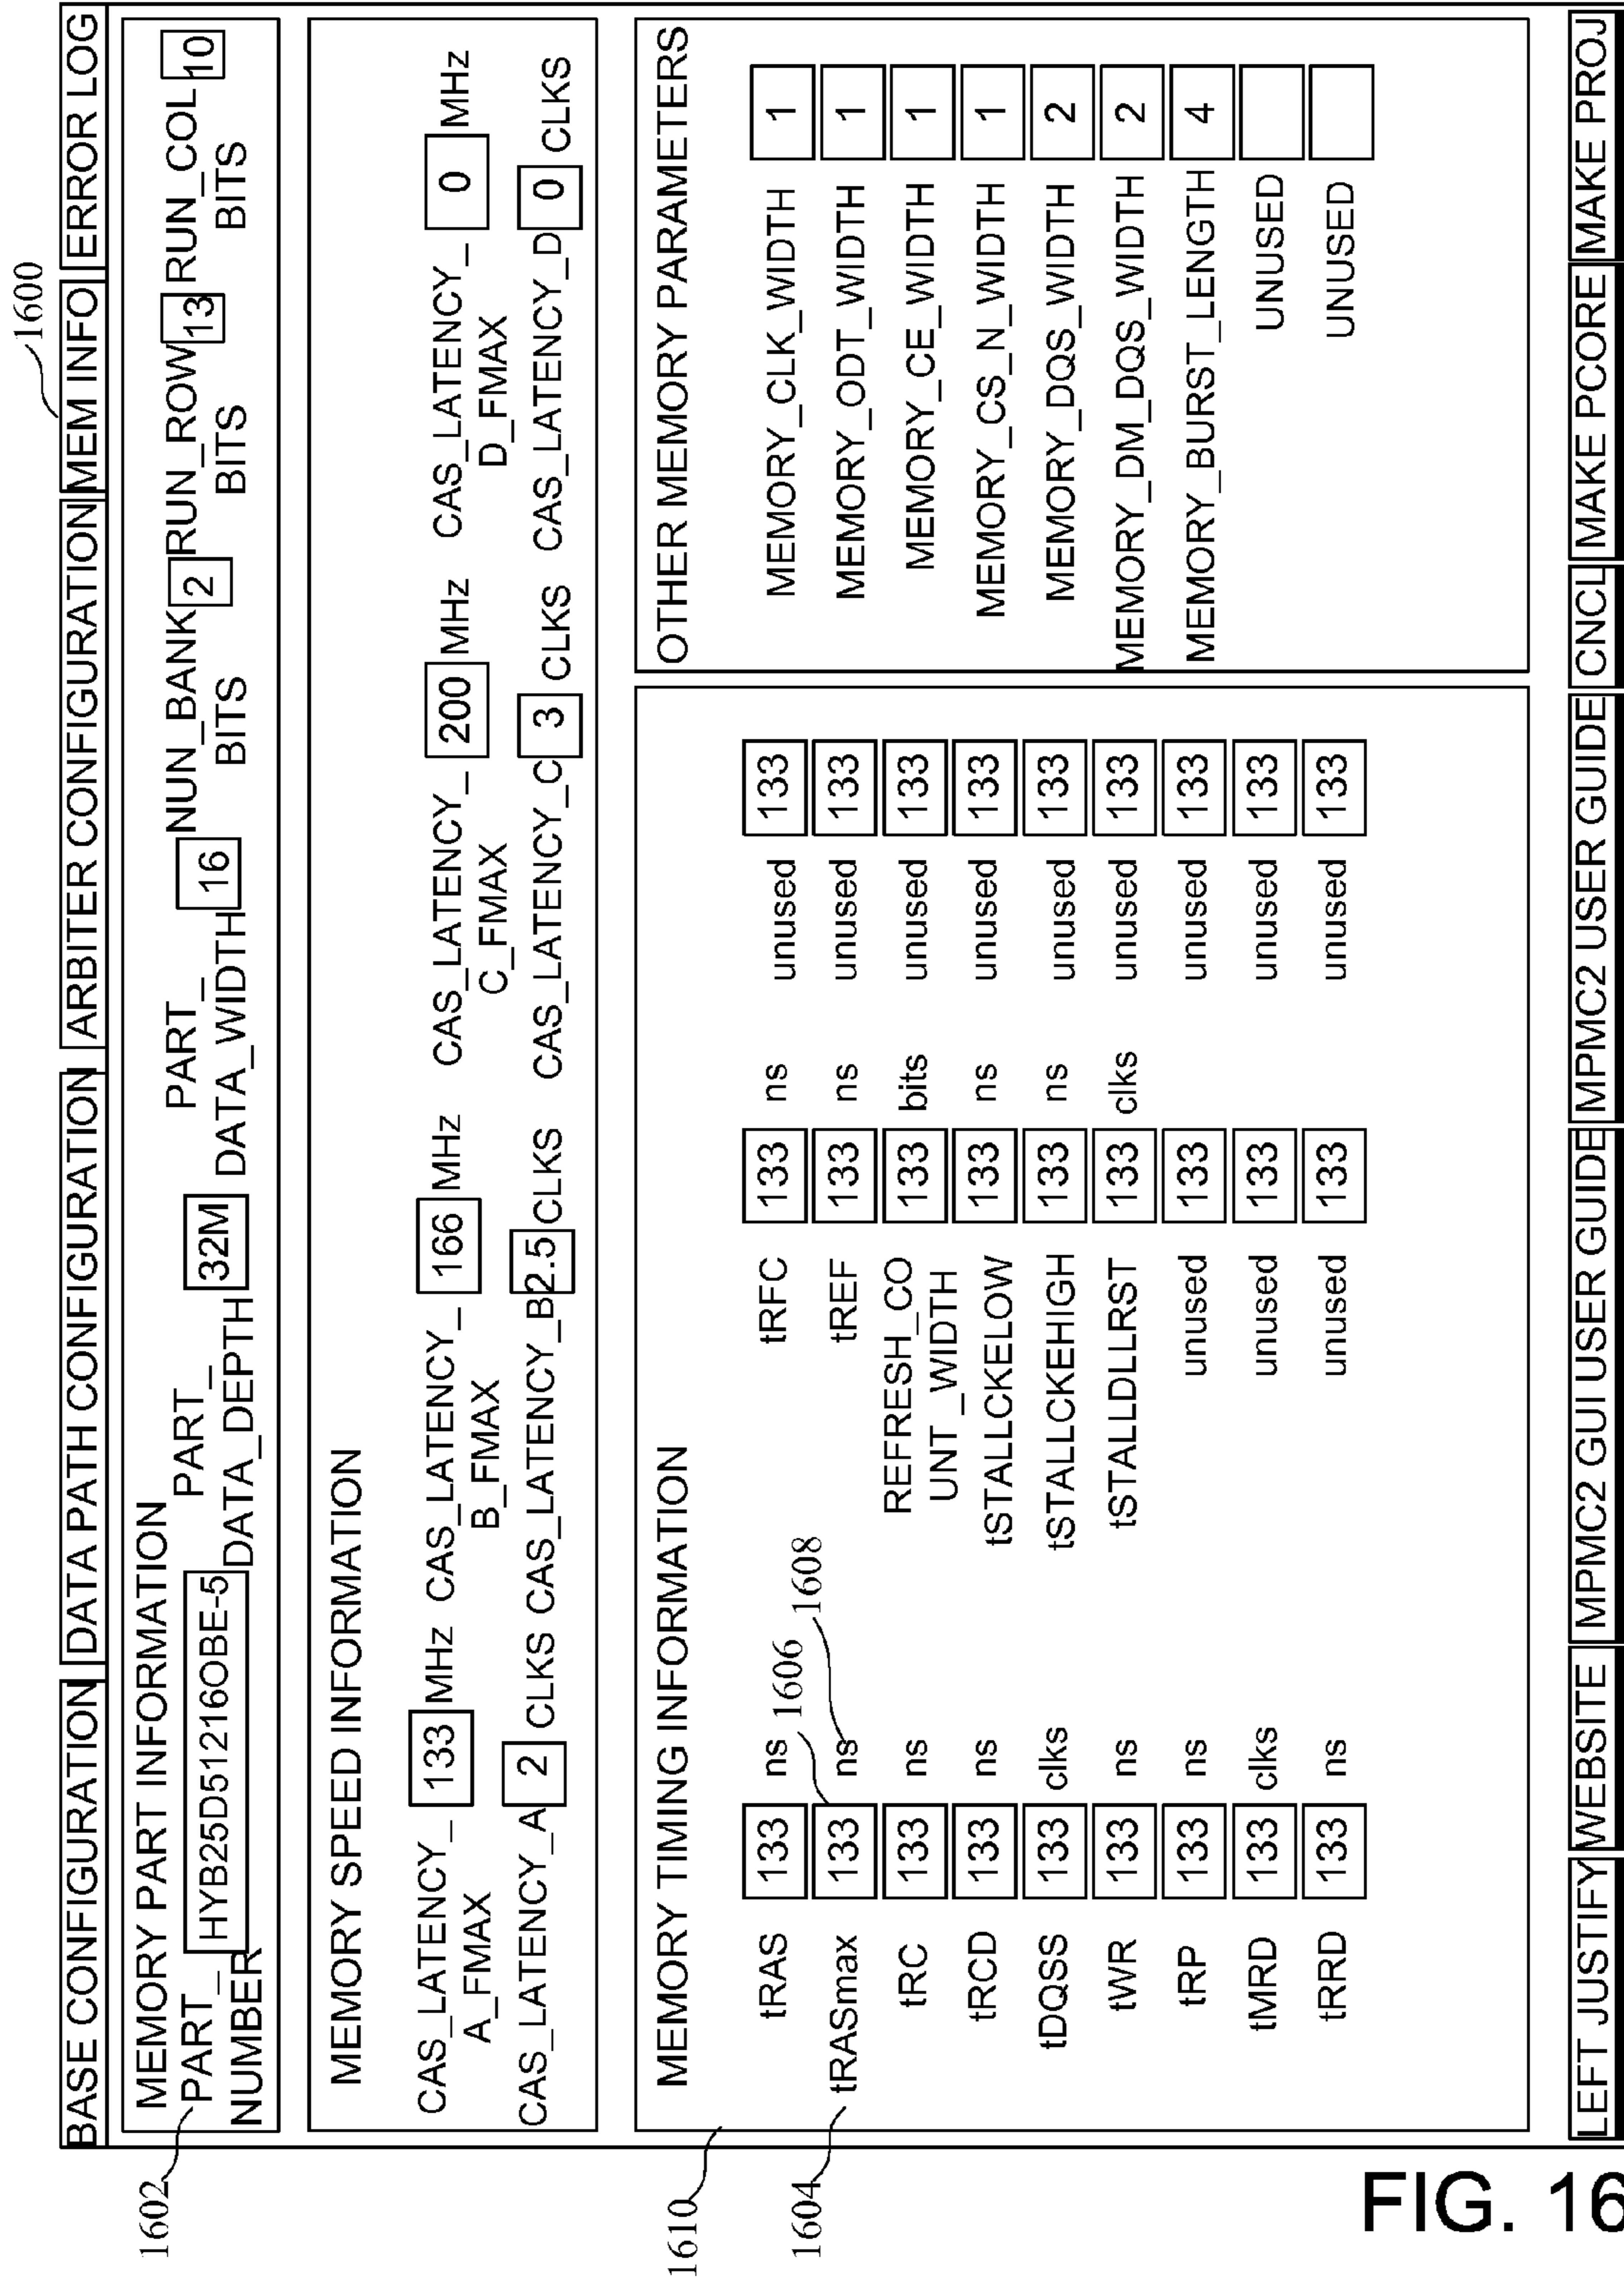 1600
BASE CONFIGURATION DATA PATH CONFIGURATION ARBITER CONFIGURATION MEM INFO ERROR LOG
1602
MEMORY PART INFORMATION
PART_ NUMBER HYB25D512160BE-5 PART_ DATA_DEPTH 32M PART_ DATA_WIDTH 16 NUN_BANK BITS 2 RUN_ROW BITS 13 RUN_COL BITS 10
MEMORY SPEED INFORMATION
CAS_LATENCY_ A_FMAX 133 MHz CAS_LATENCY_ B_FMAX 166 MHz CAS_LATENCY_ C_FMAX 200 MHz CAS_LATENCY_ D_FMAX 0 MHz
CAS_LATENCY_A 2 CLKS CAS_LATENCY_B 2.5 CLKS CAS_LATENCY_C 3 CLKS CAS_LATENCY_D 0 CLKS
1610
1604
MEMORY TIMING INFORMATION
1606
1608
tRAS 133 ns tRFC 133 ns unused 133
tRASmax 133 ns tREF 133 ns unused 133
tRC 133 ns REFRESH_CO UNT_WIDTH 133 bits unused 133
tRCD 133 ns tSTALLCKELOW 133 ns unused 133
tDQSS 133 clks tSTALLCKEHIGH 133 ns unused 133
tWR 133 ns tSTALLDLLRST 133 clks unused 133
tRP 133 ns unused 133 unused 133
tMRD 133 clks unused 133 unused 133
tRRD 133 ns unused 133 unused 133
OTHER MEMORY PARAMETERS
MEMORY_CLK_WIDTH 1
MEMORY_ODT_WIDTH 1
MEMORY_CE_WIDTH 1
MEMORY_CS_N_WIDTH 1
MEMORY_DQS_WIDTH 2
MEMORY_DM_DQS_WIDTH 2
MEMORY_BURST_LENGTH 4
UNUSED
UNUSED
LEFT JUSTIFY WEBSITE MPMC2 GUI USER GUIDE MPMC2 USER GUIDE CNCL MAKE PCORE MAKE PROJ
FIG. 16